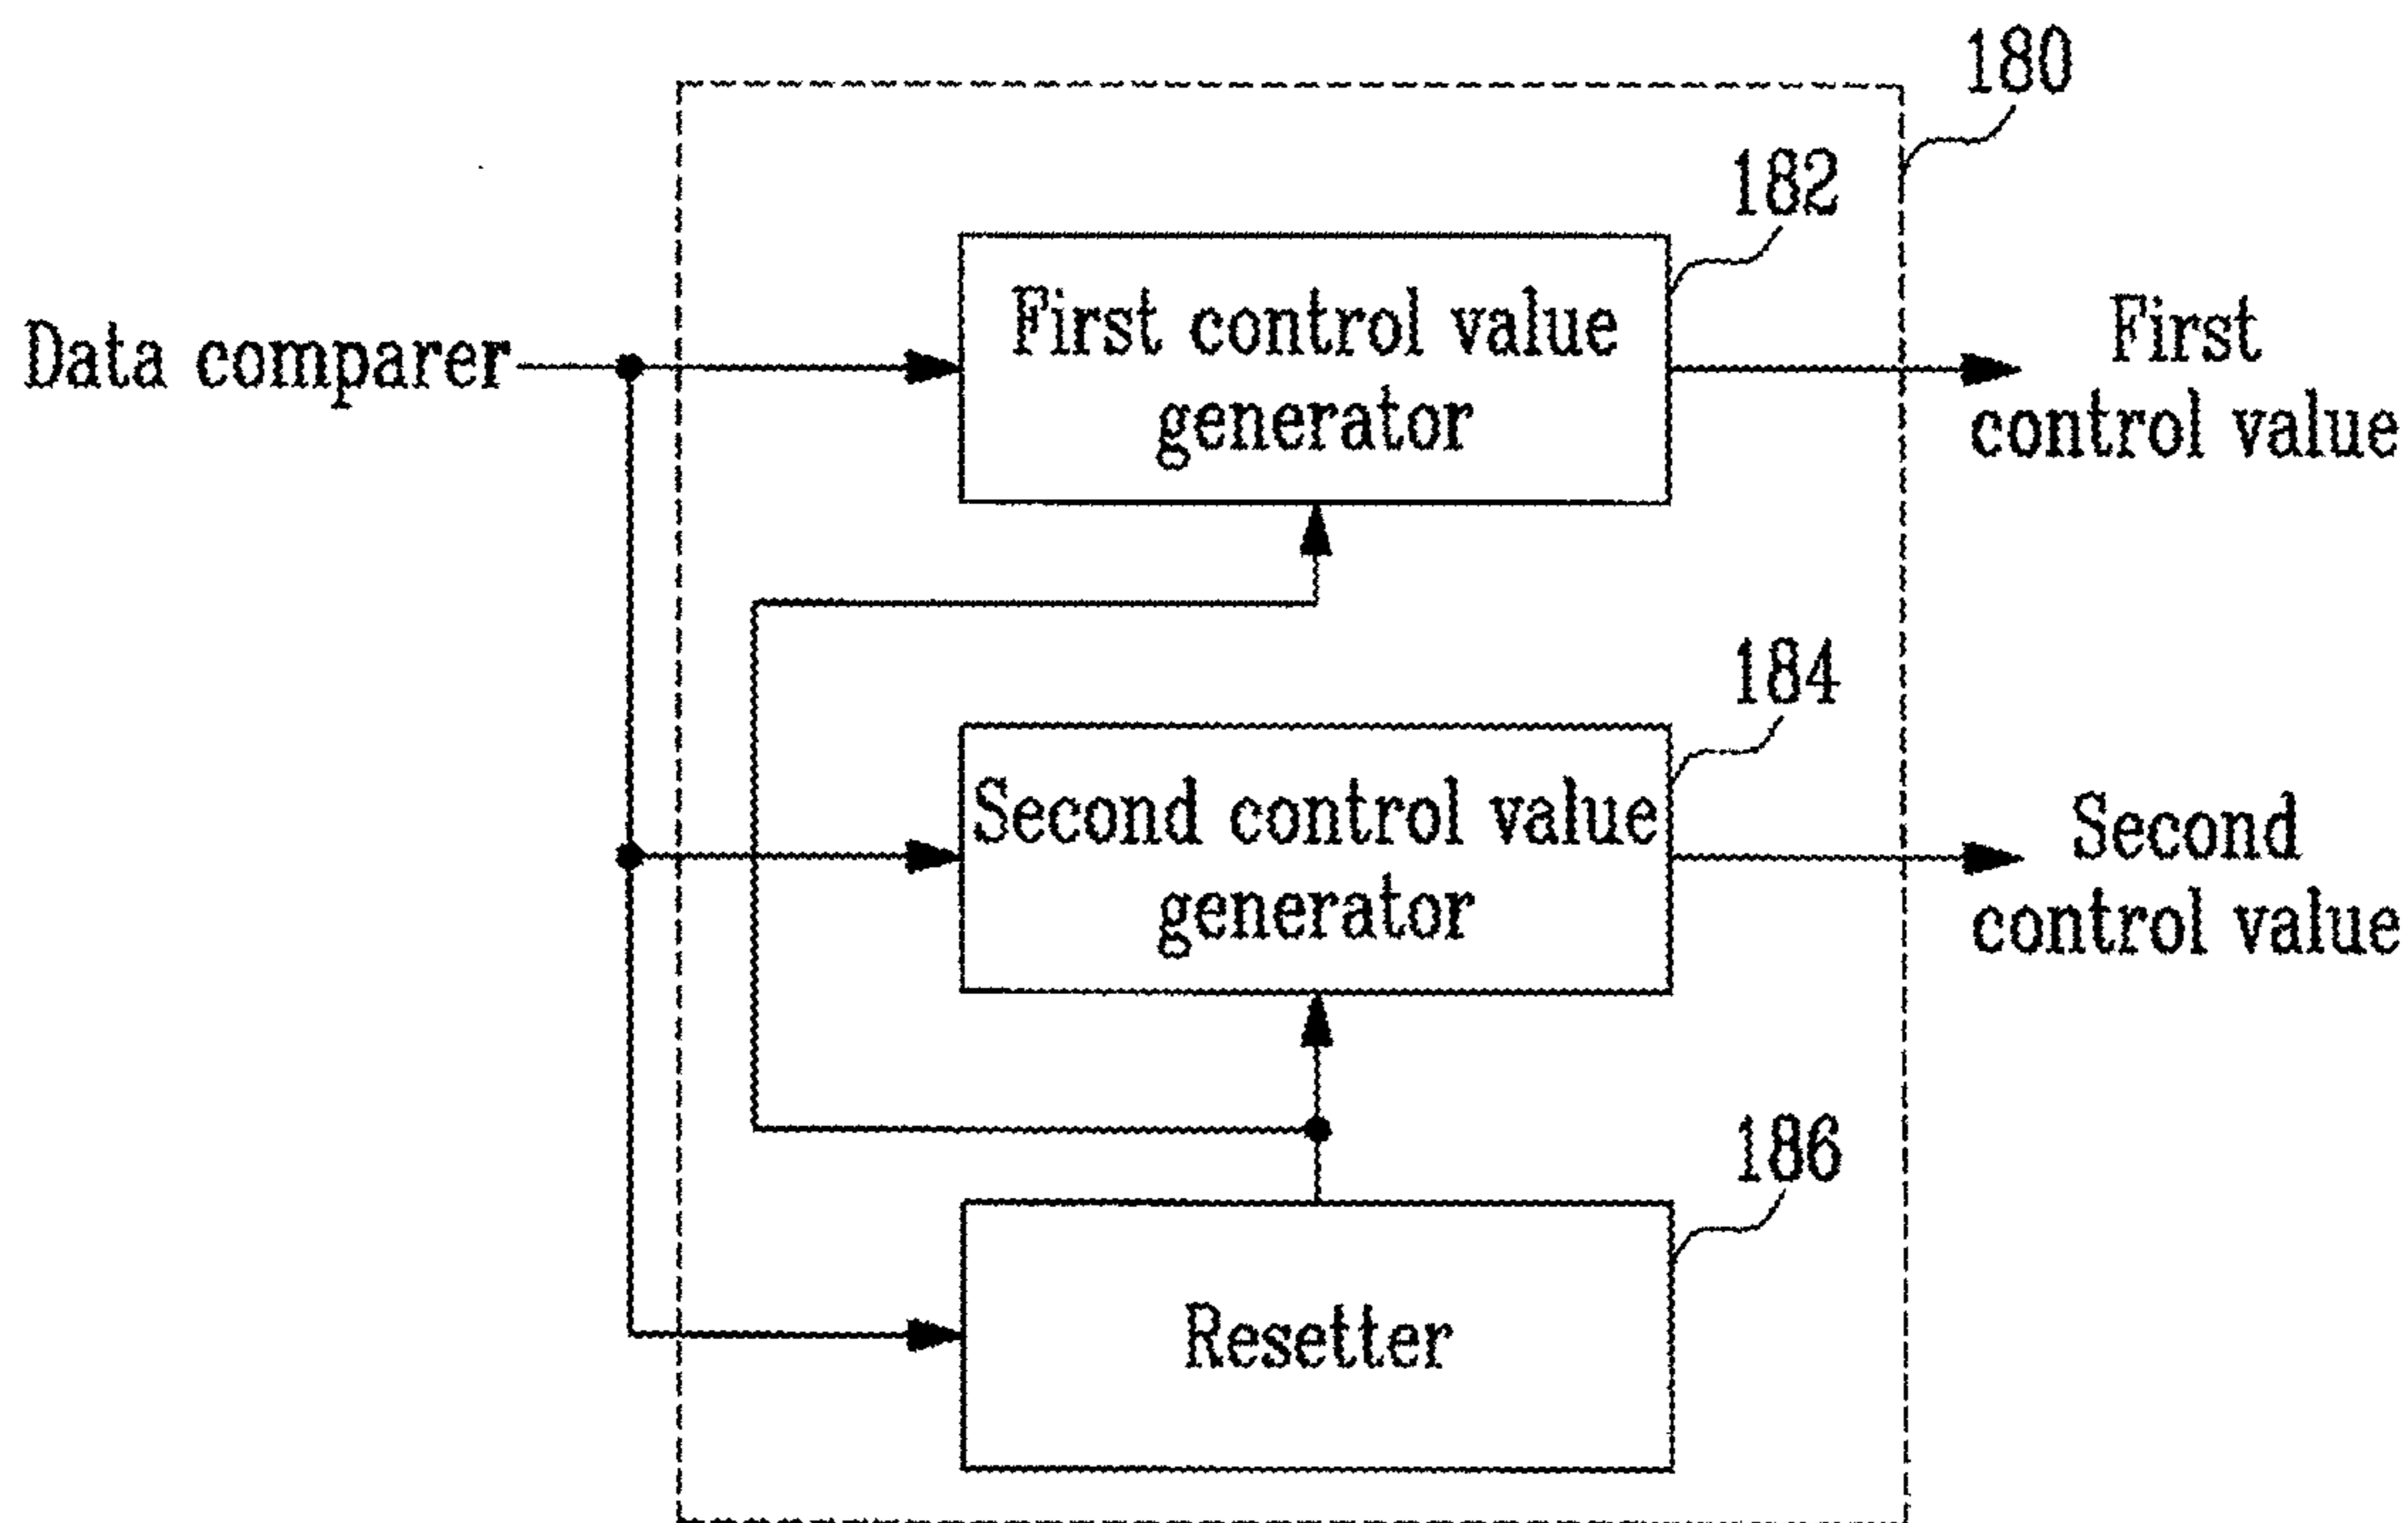 180
182
First control value
generator
Data comparer
First
control value
184
Second control value
generator
Second
control value
186
Resetter